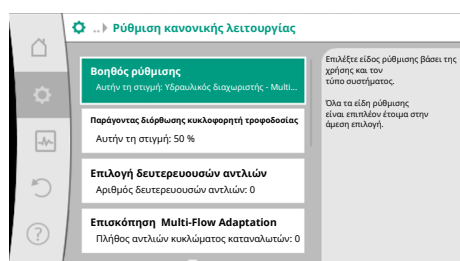 ..› Ρύθμιση κανονικής λειτουργίας
Βοηθός ρύθμισης
Αυτήν τη στιγμή: Υδραυλικός διαχωριστής - Multi...
Παράγοντας διόρθωσης κυκλοφορητή τροφοδοσίας
Αυτήν τη στιγμή: 50 %
Επιλογή δευτερευουσών αντλιών
Αριθμός δευτερευουσών αντλιών: 0
Επισκόπηση Multi-Flow Adaptation
Πλήθος αντλιών κυκλώματος καταναλωτών: 0
Επιλέξτε είδος ρύθμισης βάσει της
χρήσης και τον
τύπο συστήματος.
Όλα τα είδη ρύθμισης
είναι επιπλέον έτοιμα στην
άμεση επιλογή.